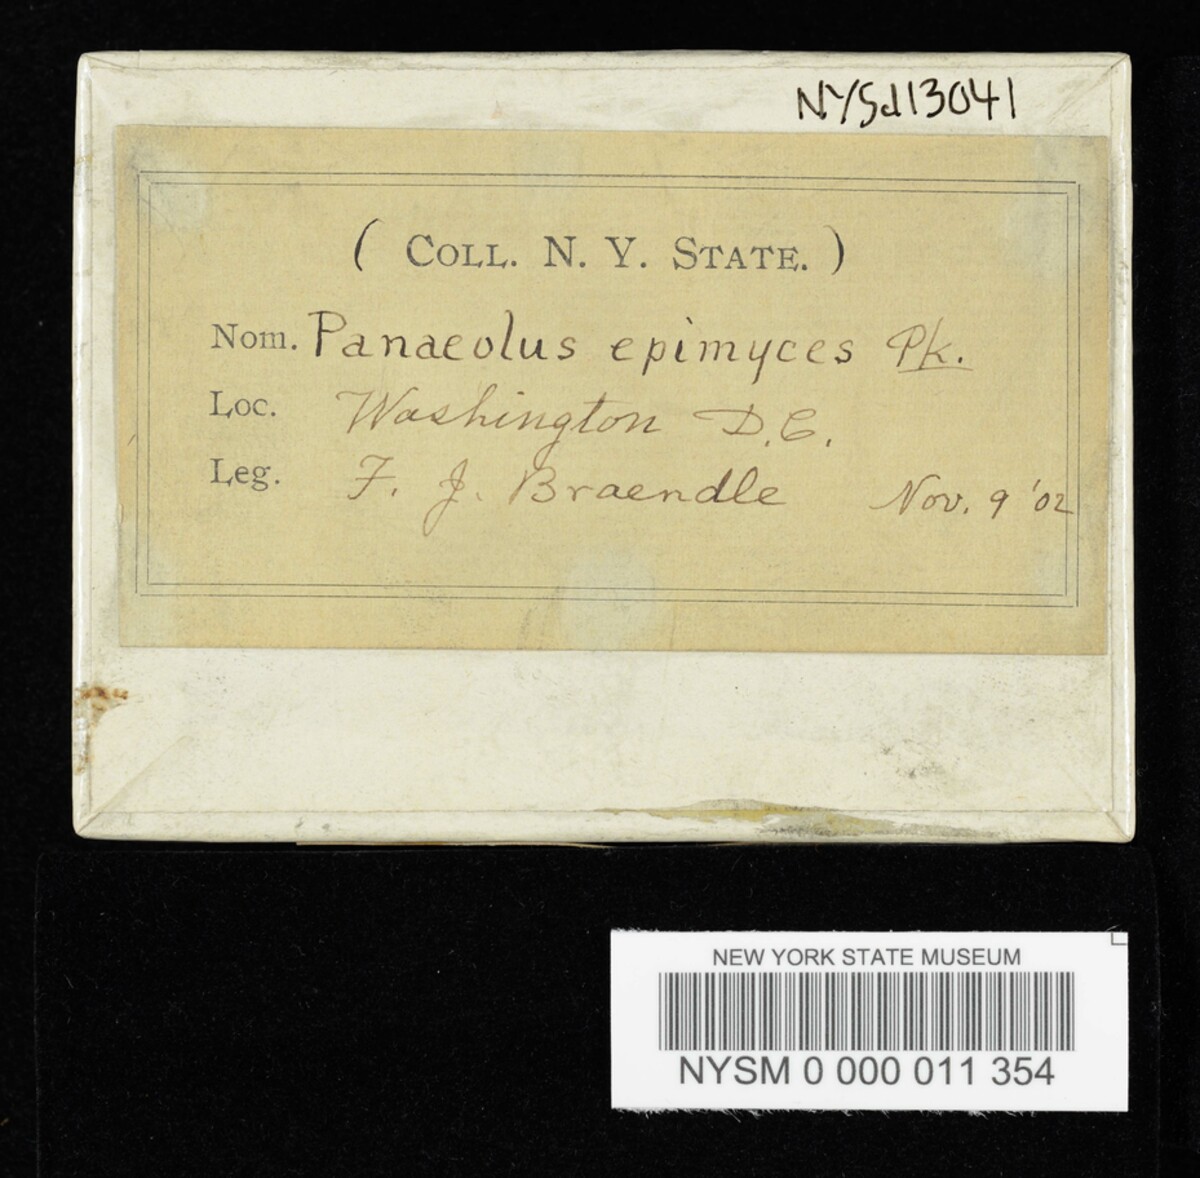 NYSd13041
( COLL. N. Y. STATE. )
Nom. Panaeolus epimyces Pk.
Loc. Washington D.C.
Leg. F. J. Braendle Nov. 9 '02
NEW YORK STATE MUSEUM
NYSM 0 000 011 354